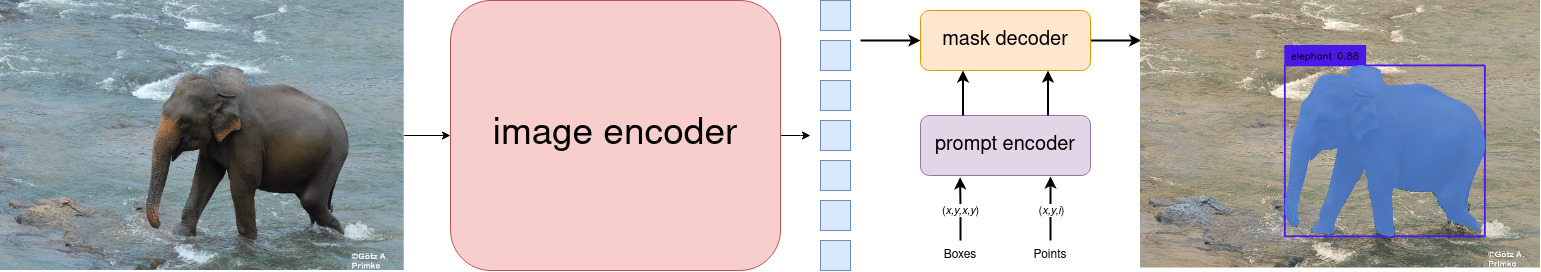 ©Götz A.
Primke
image encoder
mask decoder
prompt encoder
(x,y,x,y)
(x,y,i)
Boxes
Points
elephant 0.88
©Götz A.
Primke